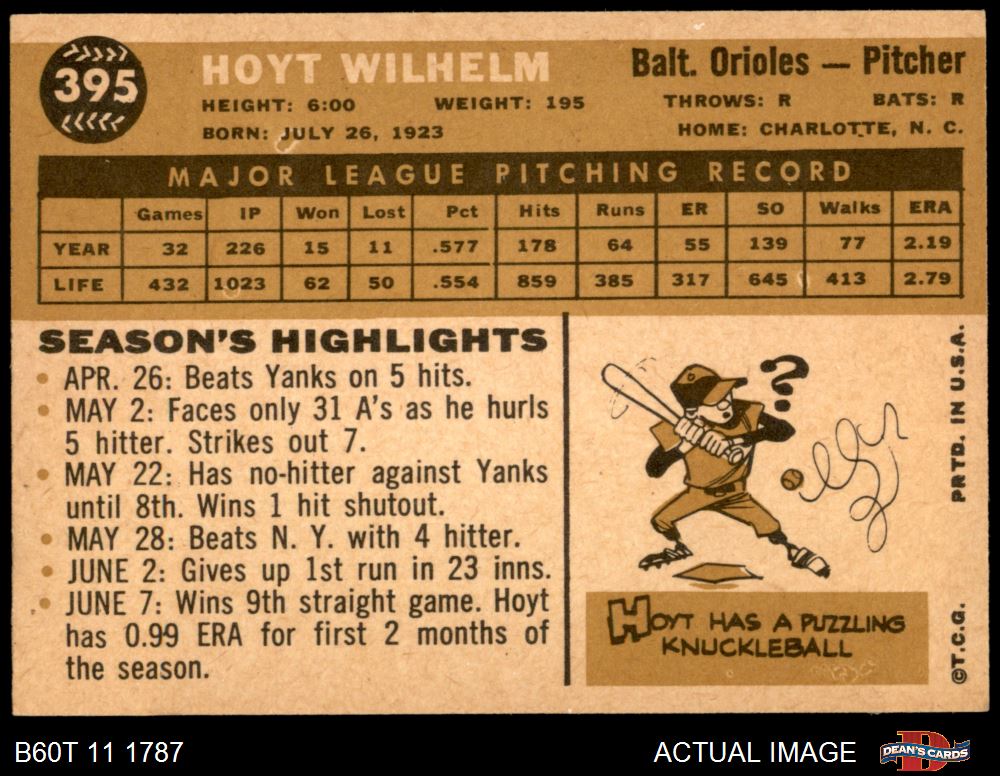 395
HOYT WILHELM
Balt. Orioles — Pitcher
HEIGHT: 6:00 WEIGHT: 195 THROWS: R BATS: R
BORN: JULY 26, 1923 HOME: CHARLOTTE, N. C.
MAJOR LEAGUE PITCHING RECORD
Games IP Won Lost Pct Hits Runs ER SO Walks ERA
YEAR 32 226 15 11 .577 178 64 55 139 77 2.19
LIFE 432 1023 62 50 .554 859 385 317 645 413 2.79
SEASON'S HIGHLIGHTS
• APR. 26: Beats Yanks on 5 hits.
• MAY 2: Faces only 31 A's as he hurls
5 hitter. Strikes out 7.
• MAY 22: Has no-hitter against Yanks
until 8th. Wins 1 hit shutout.
• MAY 28: Beats N. Y. with 4 hitter.
• JUNE 2: Gives up 1st run in 23 inns.
• JUNE 7: Wins 9th straight game. Hoyt
has 0.99 ERA for first 2 months of
the season.
?
HOYT HAS A PUZZLING
KNUCKLEBALL
©T.C.G. PRTD. IN U.S.A.
B60T 11 1787
ACTUAL IMAGE
DEAN'S CARDS